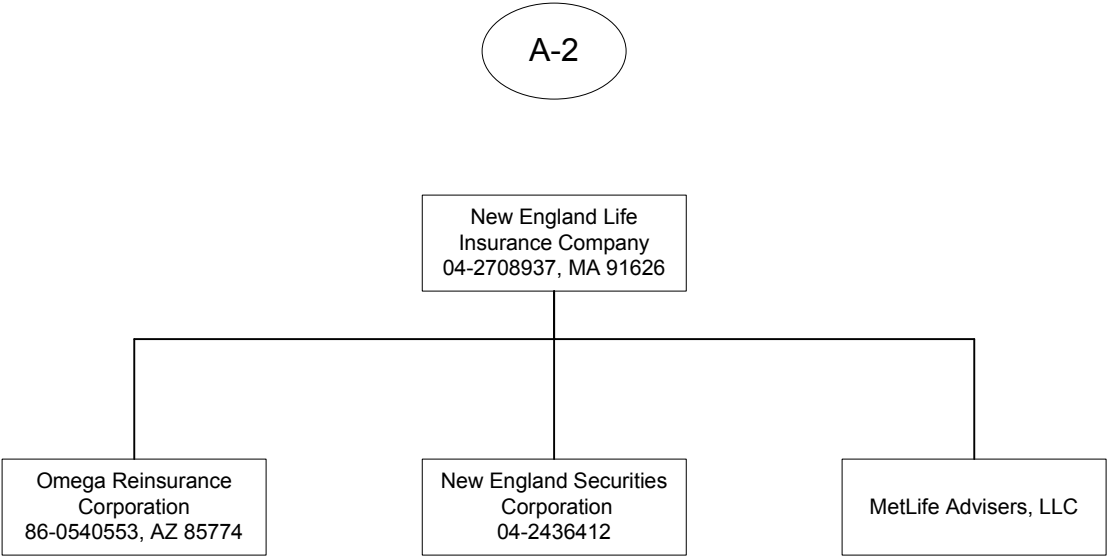 A-2
New England Life
Insurance Company
04-2708937, MA 91626
Omega Reinsurance
Corporation
86-0540553, AZ 85774
New England Securities
Corporation
04-2436412
MetLife Advisers, LLC